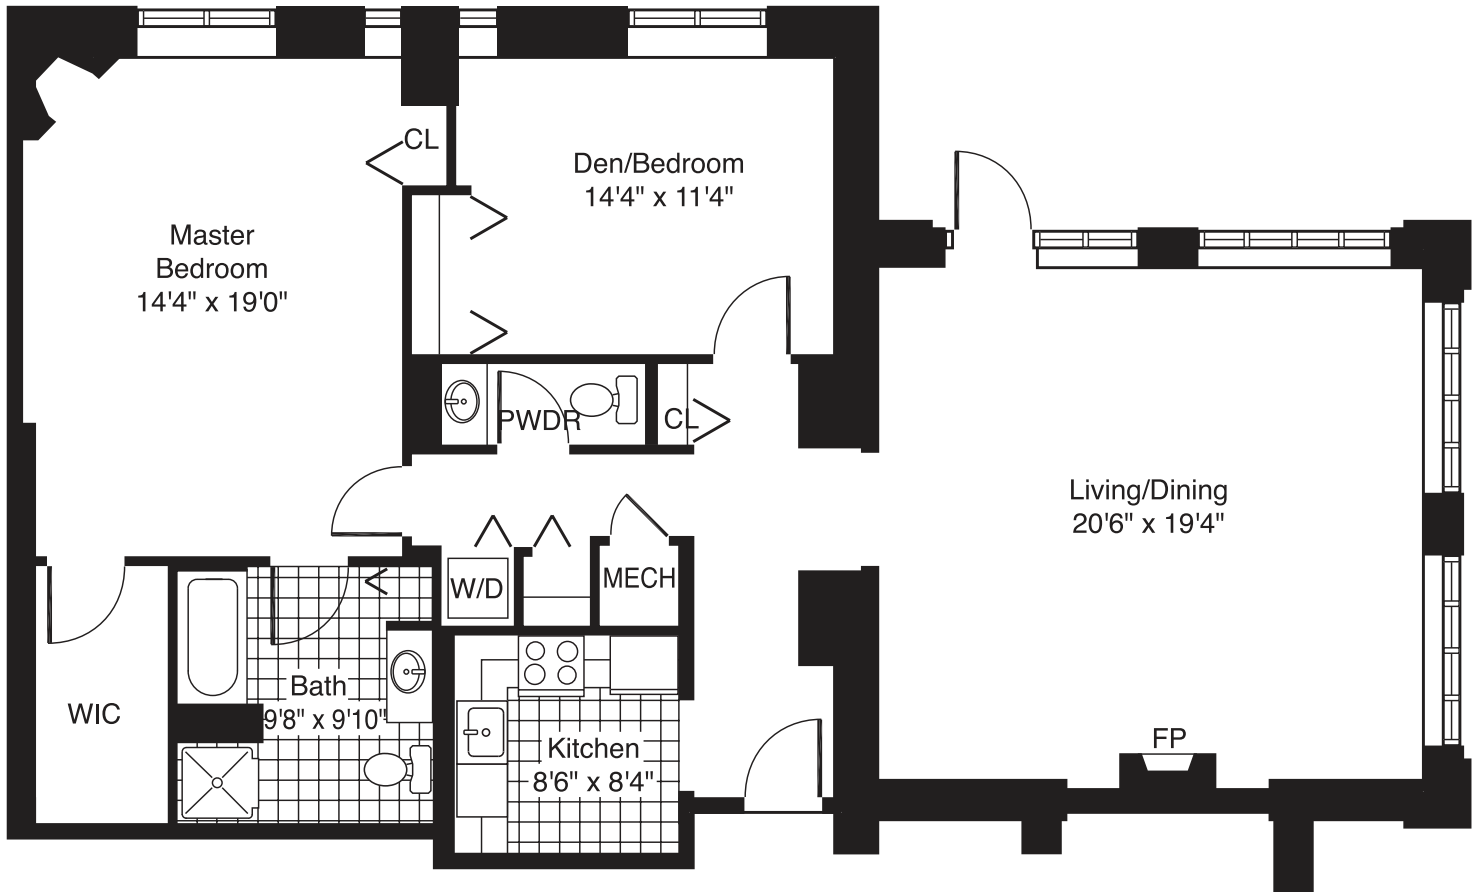 CL
Den/Bedroom
14'4" x 11'4"
Master
Bedroom
14'4" x 19'0"
PWDR
CL
Living/Dining
20'6" x 19'4"
W/D
MECH
Bath
9'8" x 9'10"
WIC
Kitchen
8'6" x 8'4"
FP